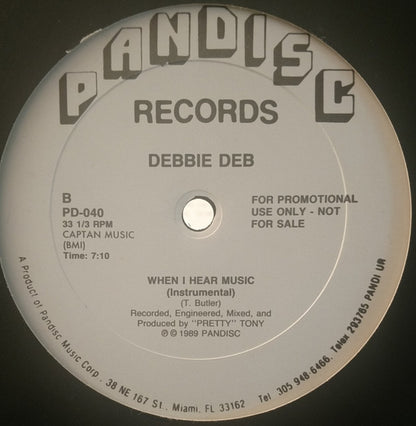 PANDISC
RECORDS
DEBBIE DEB
B
PD-040
33 1/3 RPM
CAPTAN MUSIC
(BMI)
Time: 7:10
FOR PROMOTIONAL
USE ONLY - NOT
FOR SALE
WHEN I HEAR MUSIC
(Instrumental)
(T. Butler)
Recorded, Engineered, Mixed, and
Produced by "PRETTY" TONY
℗ © 1989 PANDISC
A Product of Pandisc Music Corp. 38 NE 167 St., Miami, FL 33162 Tel 305 948-6466, Telex 293765 PANDI UR